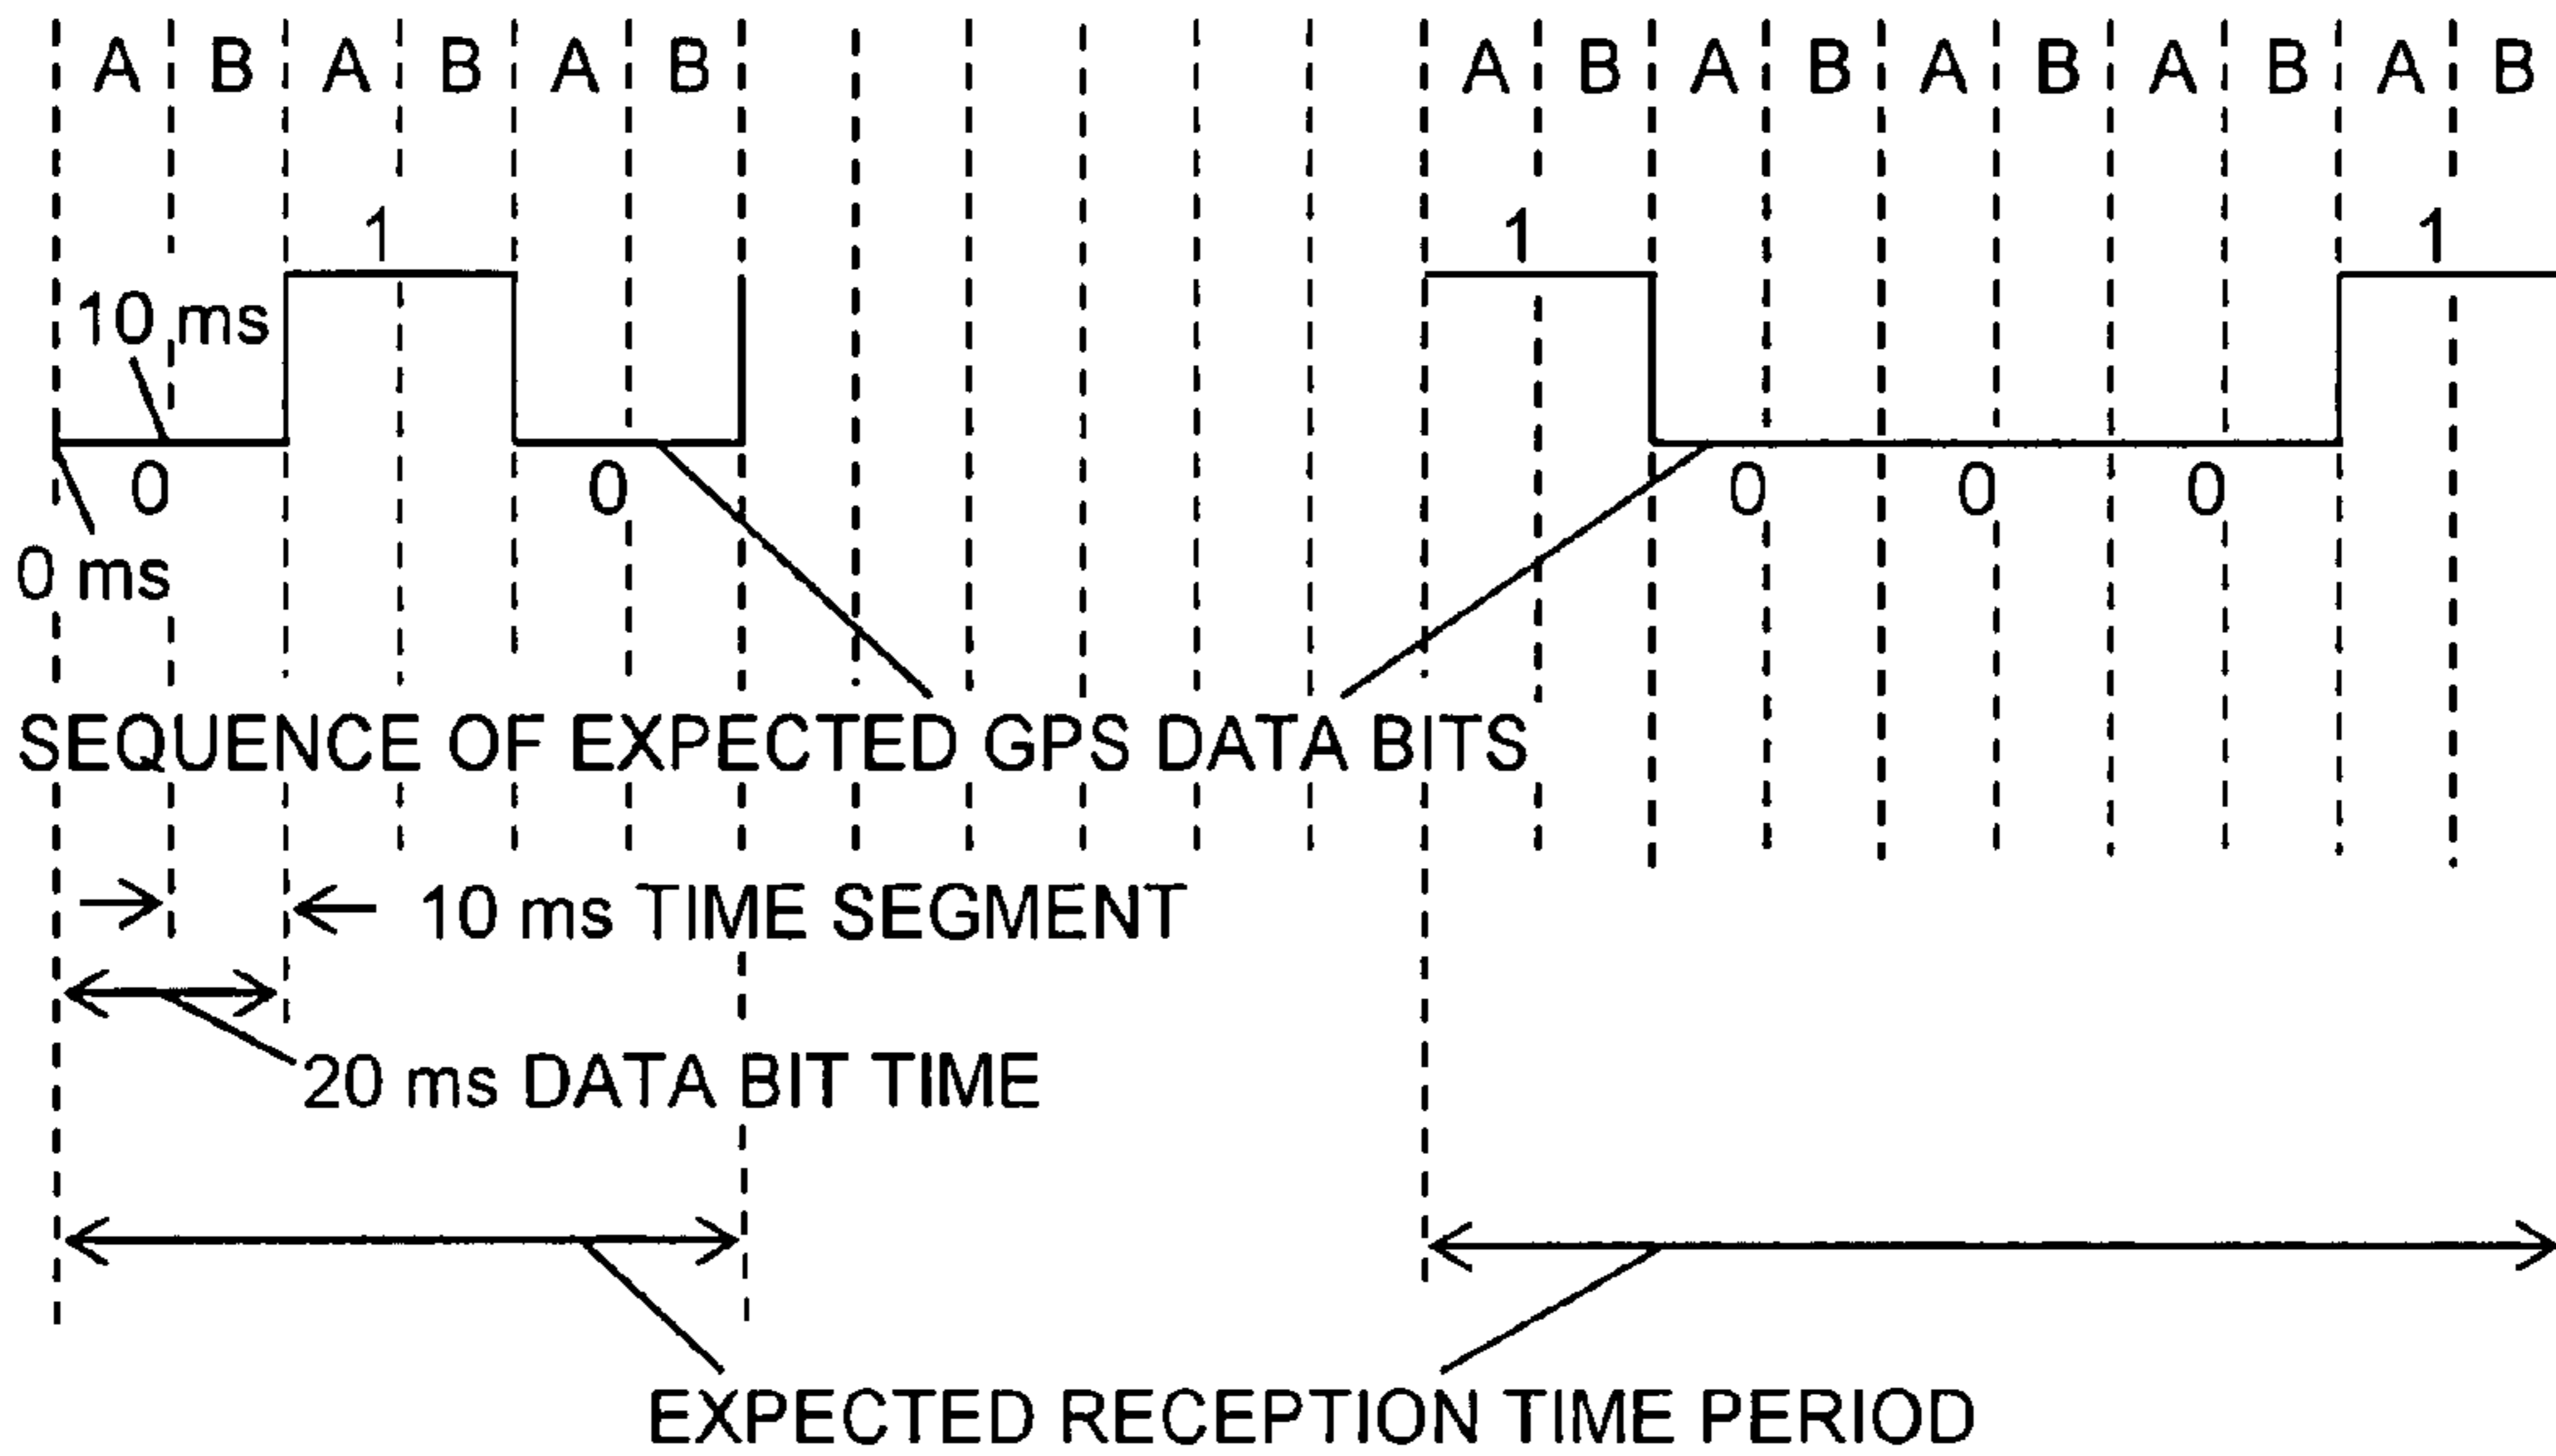 A B A B A B A B A B A B A B A B
1 1 1
10 ms
0 0 0 0 0
0 ms
SEQUENCE OF EXPECTED GPS DATA BITS
10 ms TIME SEGMENT
20 ms DATA BIT TIME
EXPECTED RECEPTION TIME PERIOD